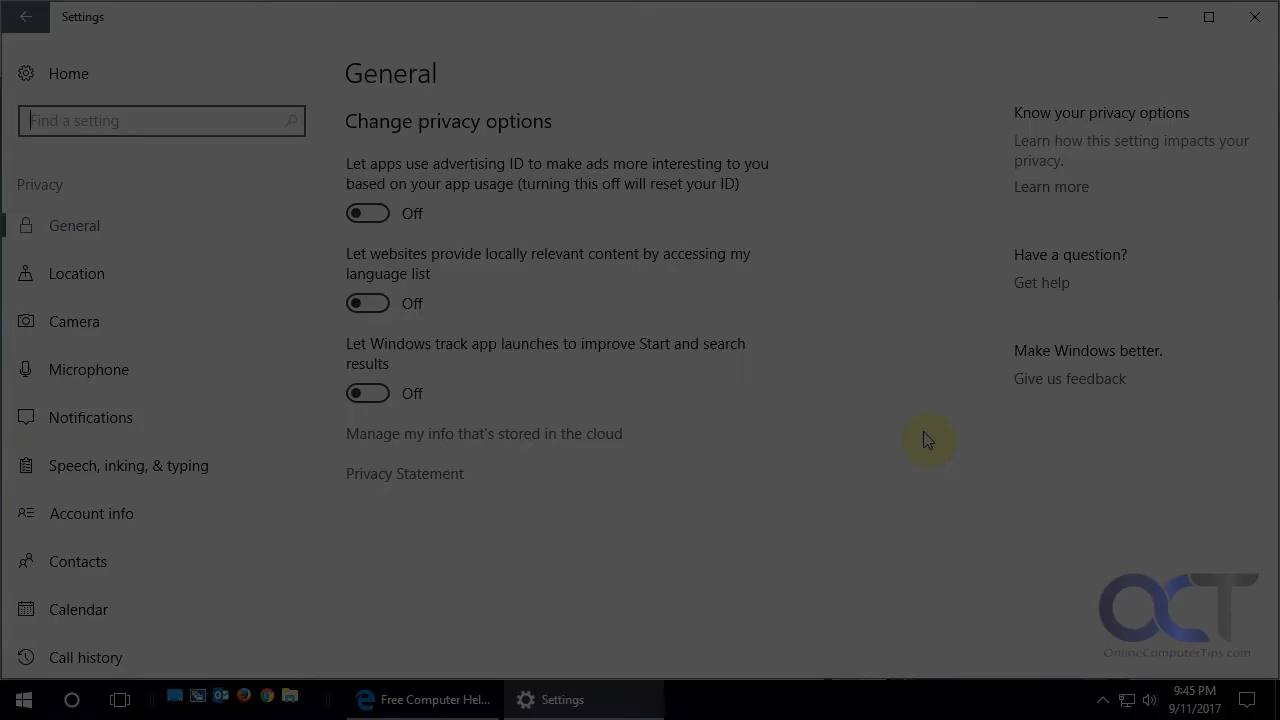 Settings
Home
Find a setting
Privacy
General
Location
Camera
Microphone
Notifications
Speech, inking, & typing
Account info
Contacts
Calendar
Call history
General
Change privacy options
Let apps use advertising ID to make ads more interesting to you
based on your app usage (turning this off will reset your ID)
Off
Let websites provide locally relevant content by accessing my
language list
Off
Let Windows track app launches to improve Start and search
results
Off
Manage my info that's stored in the cloud
Privacy Statement
Know your privacy options
Learn how this setting impacts your
privacy.
Learn more
Have a question?
Get help
Make Windows better.
Give us feedback
OCT
OnlineComputerTips.com
Free Computer Hel...
Settings
9:45 PM
9/11/2017